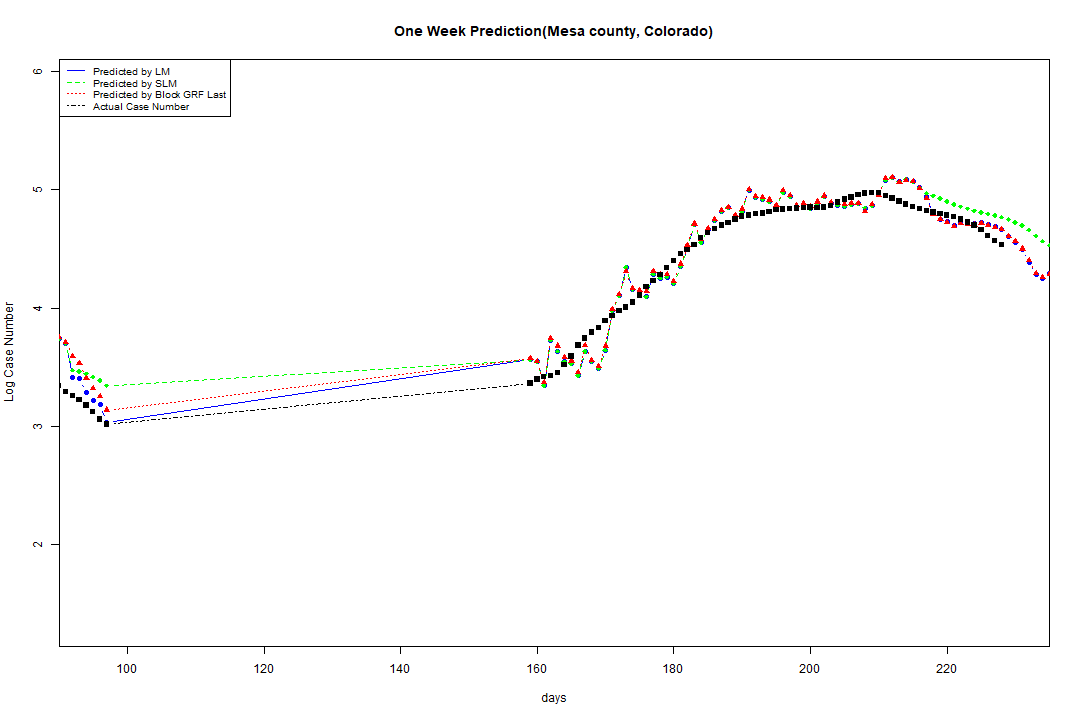 One Week Prediction(Mesa county, Colorado)
Predicted by LM
Predicted by SLM
Predicted by Block GRF Last
Actual Case Number
6
5
4
3
2
Log Case Number
100 120 140 160 180 200 220
days